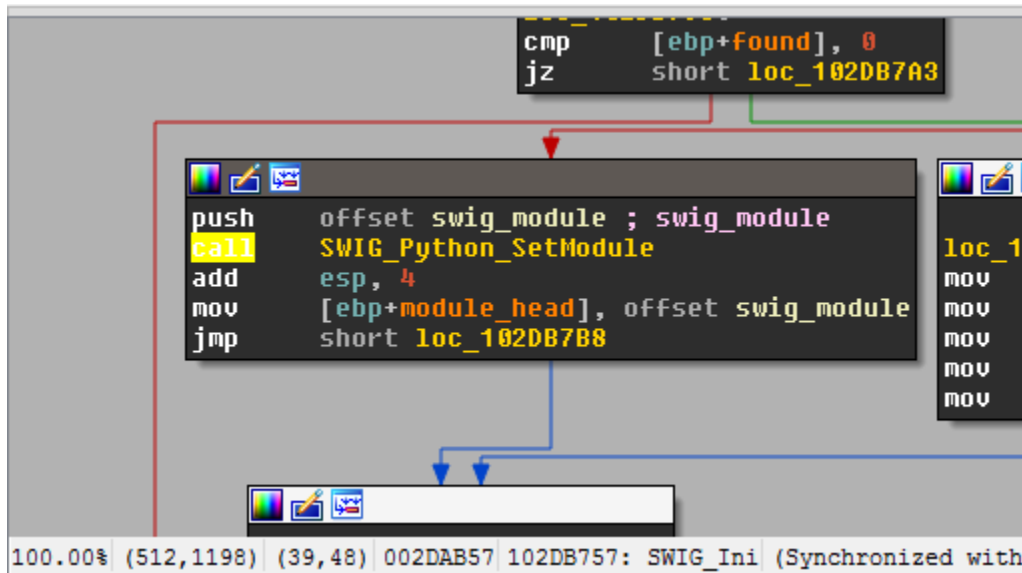 cmp [ebp+found], 0
jz short loc_102DB7A3
push offset swig_module ; swig_module
call SWIG_Python_SetModule
add esp, 4
mov [ebp+module_head], offset swig_module
jmp short loc_102DB7B8
loc_1
mov
mov
mov
mov
mov
100.00% (512,1198) (39,48) 002DAB57 102DB757: SWIG_Ini (Synchronized with